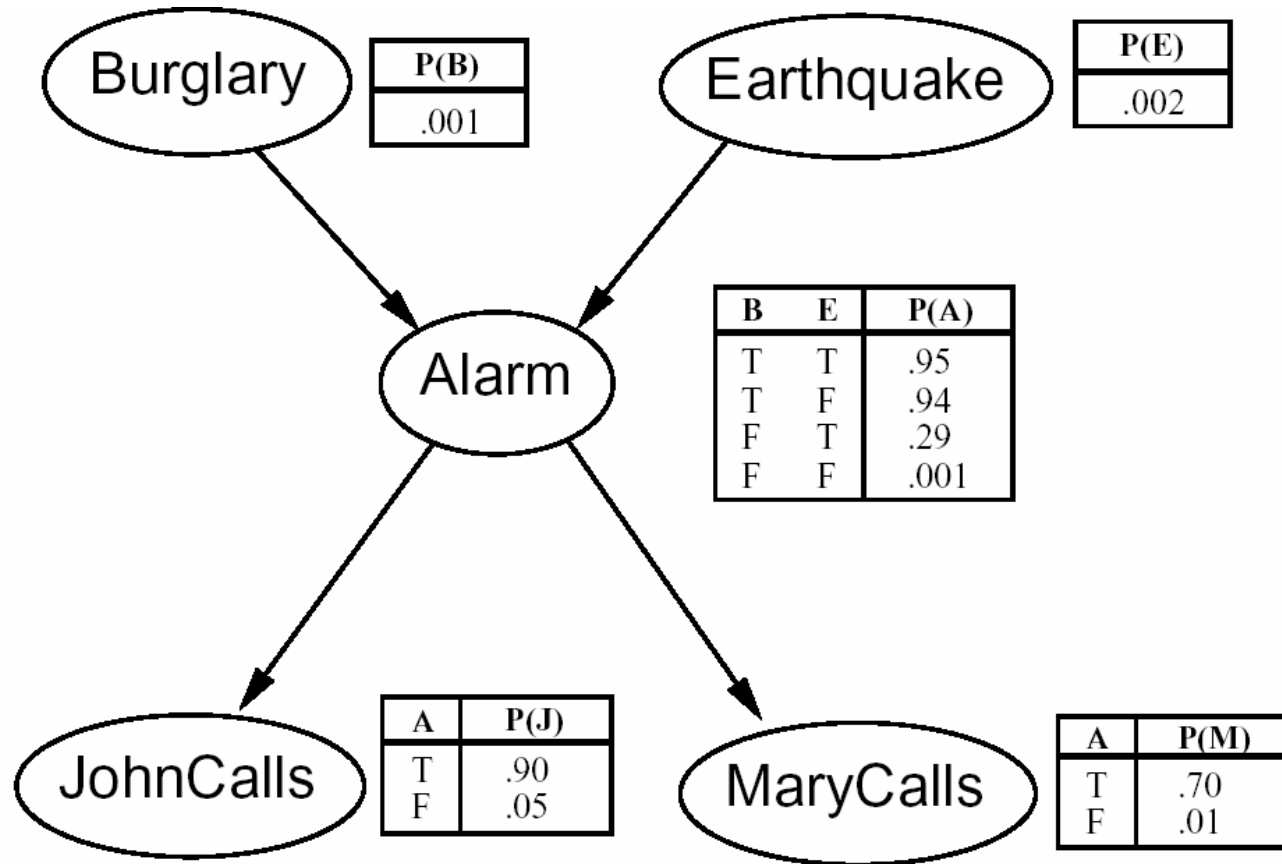 Burglary
P(B)
.001
Earthquake
P(E)
.002
Alarm
B E P(A)
T T .95
T F .94
F T .29
F F .001
JohnCalls
A P(J)
T .90
F .05
MaryCalls
A P(M)
T .70
F .01